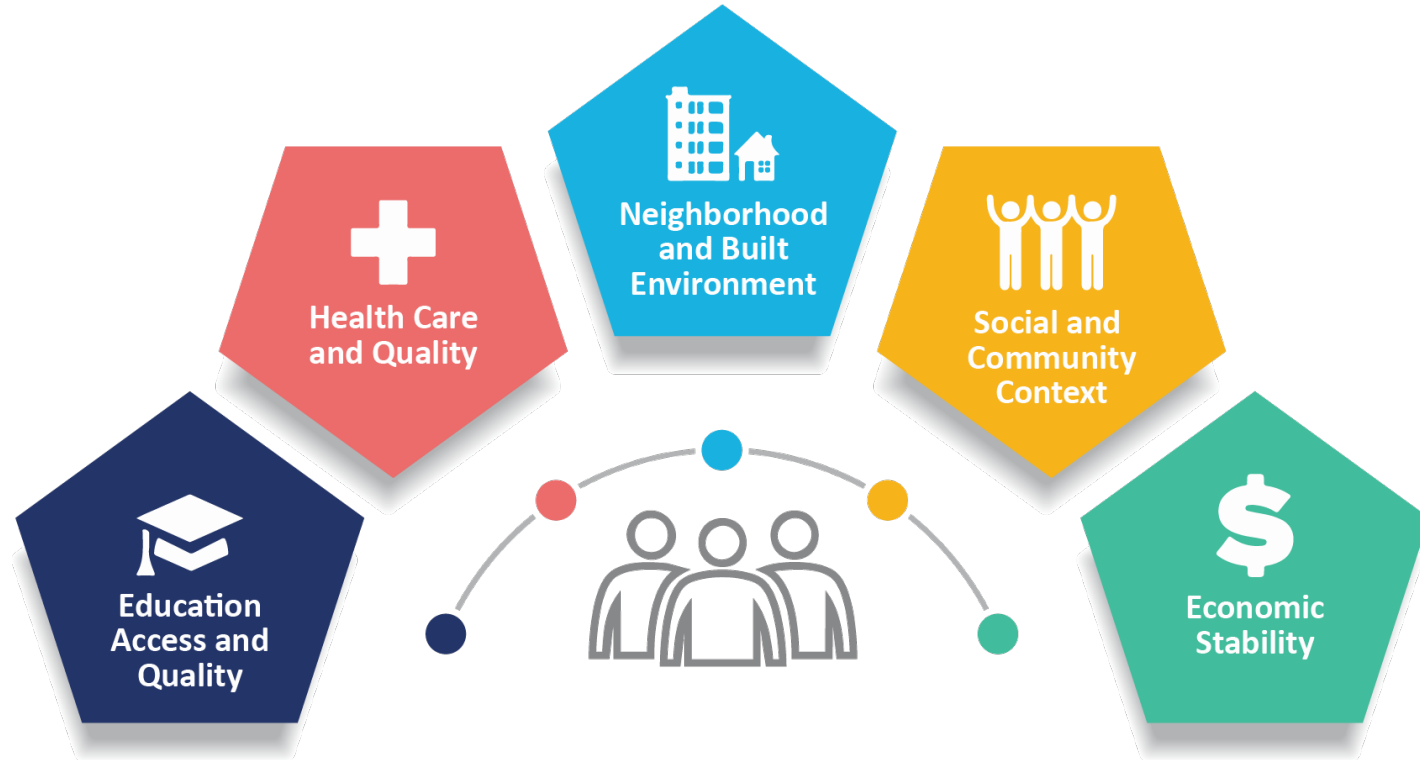 Neighborhood
and Built
Environment
Health Care
and Quality
Social and
Community
Context
Education
Access and
Quality
$
Economic
Stability